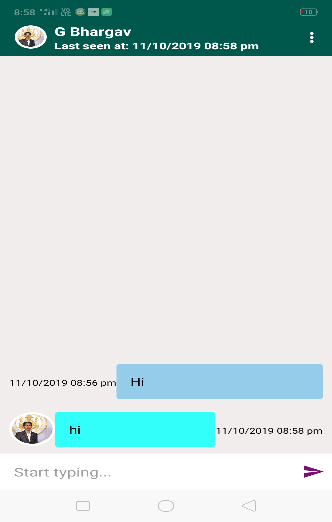 8:58
G Bhargav
Last seen at: 11/10/2019 08:58 pm
11/10/2019 08:56 pm Hi
hi 11/10/2019 08:58 pm
Start typing...